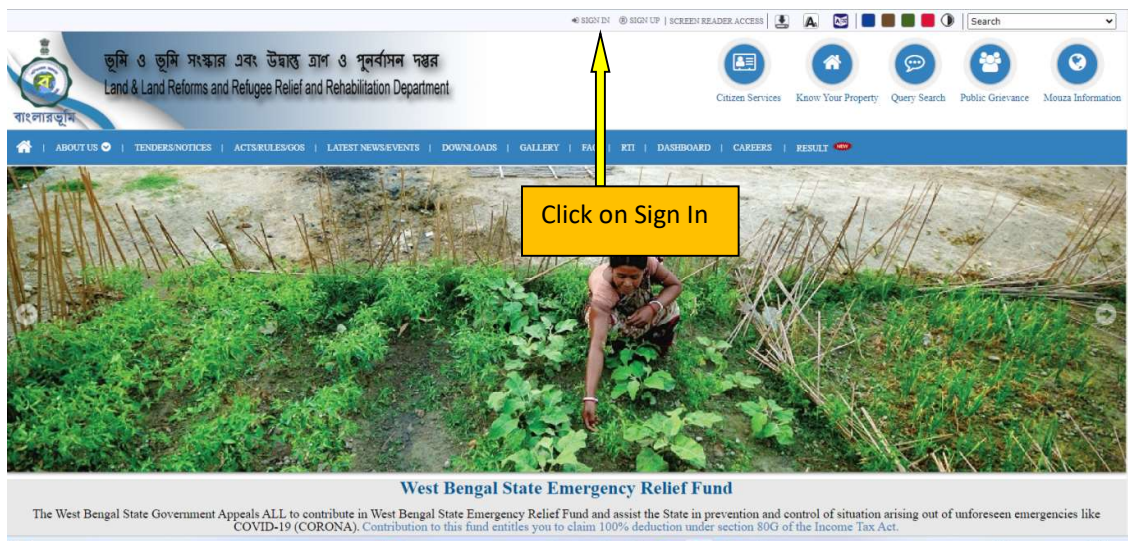 SIGN IN SIGN UP | SCREEN READER ACCESS A Search
ভূমি ও ভূমি সংস্কার এবং উদ্বাস্তু ত্রাণ ও পুনর্বাসন দপ্তর
Land & Land Reforms and Refugee Relief and Rehabilitation Department
বাংলারভূমি
Citizen Services Know Your Property Query Search Public Grievance Mouza Information
| ABOUT US | TENDERS/NOTICES | ACTS/RULES/GOS | LATEST NEWS/EVENTS | DOWNLOADS | GALLERY | FAQ | RTI | DASHBOARD | CAREERS | RESULT NEW
Click on Sign In
West Bengal State Emergency Relief Fund
The West Bengal State Government Appeals ALL to contribute in West Bengal State Emergency Relief Fund and assist the State in prevention and control of situation arising out of unforeseen emergencies like
COVID-19 (CORONA). Contribution to this fund entitles you to claim 100% deduction under section 80G of the Income Tax Act.